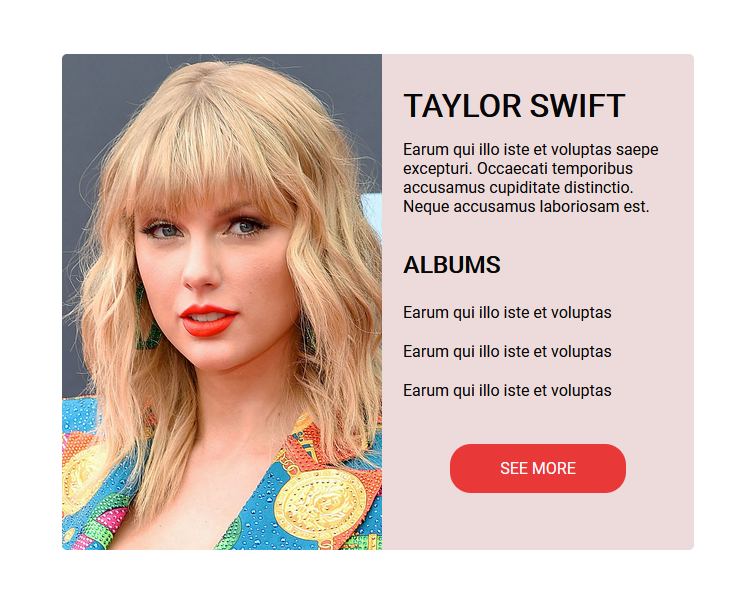 TAYLOR SWIFT
Earum qui illo iste et voluptas saepe
excepturi. Occaecati temporibus
accusamus cupiditate distinctio.
Neque accusamus laboriosam est.
ALBUMS
Earum qui illo iste et voluptas
Earum qui illo iste et voluptas
Earum qui illo iste et voluptas
SEE MORE